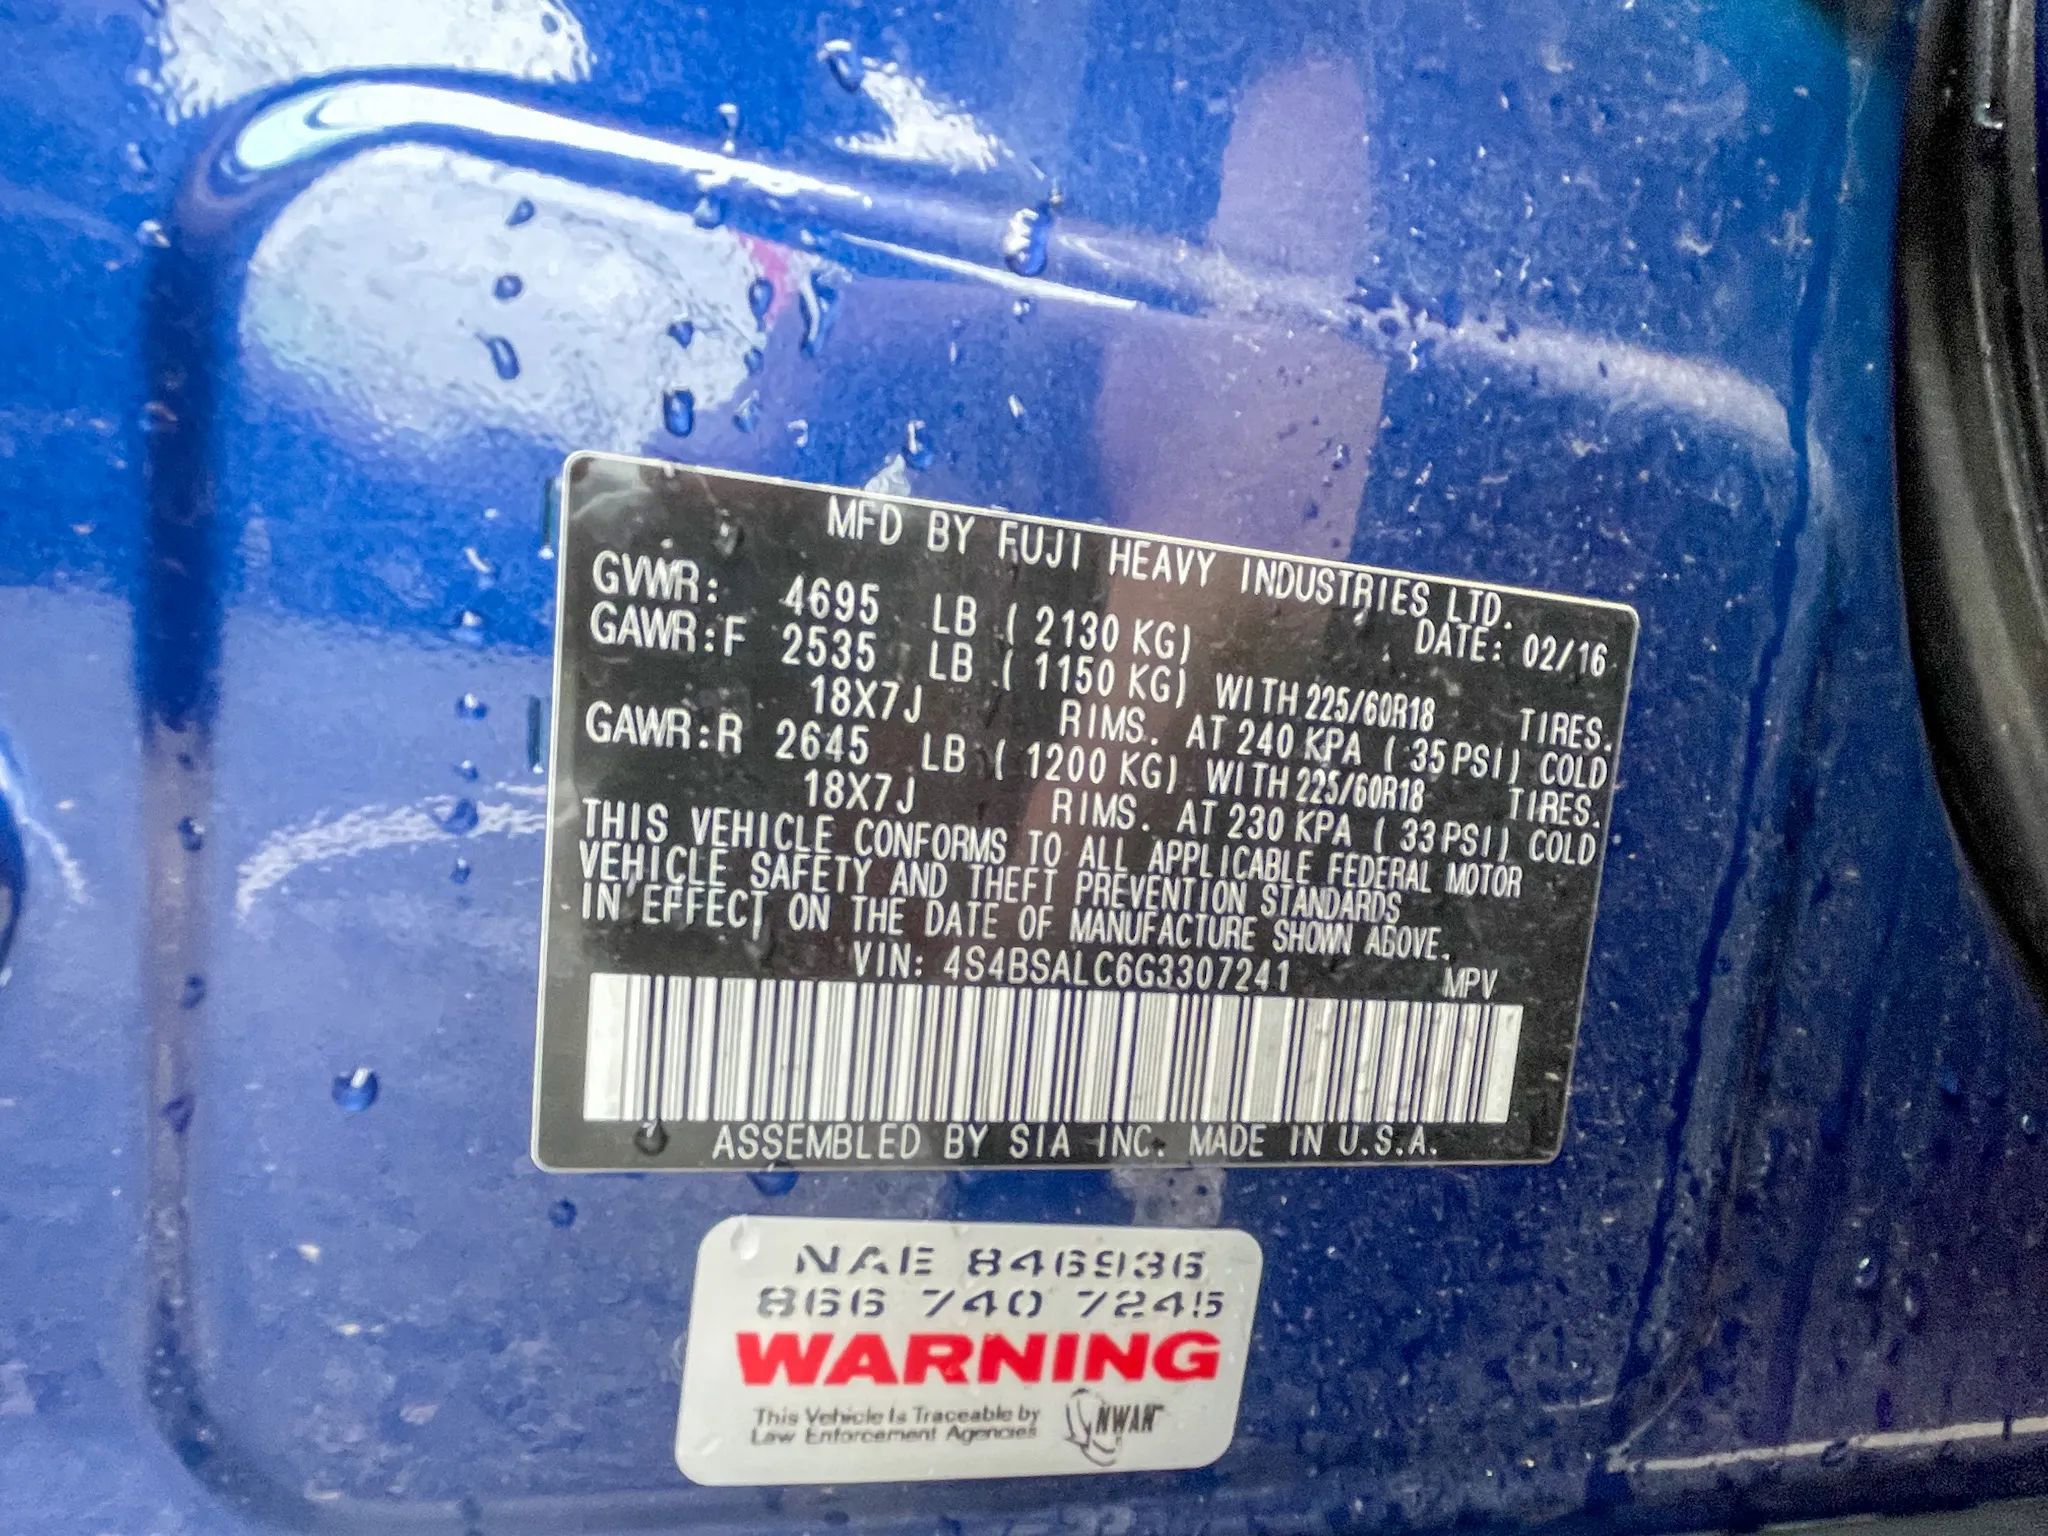 MFD BY FUJI HEAVY INDUSTRIES LTD.
DATE: 02/16
GVWR: 4695 LB ( 2130 KG)
GAWR:F 2535 LB ( 1150 KG) WITH 225/60R18 TIRES.
18X7J RIMS. AT 240 KPA ( 35 PSI) COLD
GAWR:R 2645 LB ( 1200 KG) WITH 225/60R18 TIRES.
18X7J RIMS. AT 230 KPA ( 33 PSI) COLD
THIS VEHICLE CONFORMS TO ALL APPLICABLE FEDERAL MOTOR
VEHICLE SAFETY AND THEFT PREVENTION STANDARDS
IN EFFECT ON THE DATE OF MANUFACTURE SHOWN ABOVE.
VIN: 4S4BSALC6G3307241 MPV
ASSEMBLED BY SIA INC. MADE IN U.S.A.
NAE 846936
866 740 7245
WARNING
This Vehicle Is Traceable by
Law Enforcement Agencies
NWAN